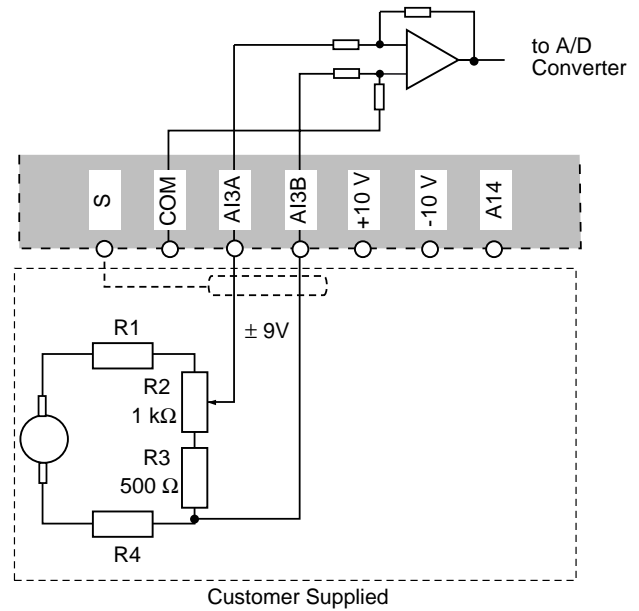 to A/D
Converter
S
COM
AI3A
AI3B
+10 V
-10 V
A14
± 9V
R1
R2
1 kΩ
R3
500 Ω
R4
Customer Supplied